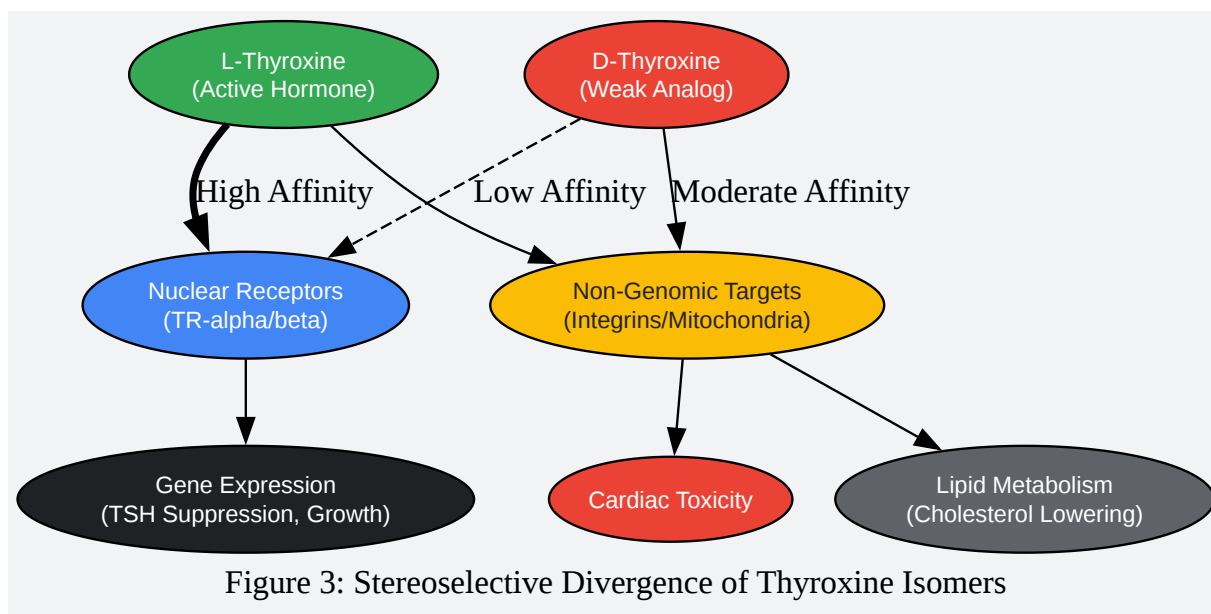 L-Thyroxine
(Active Hormone)
D-Thyroxine
(Weak Analog)
High Affinity
Low Affinity
Moderate Affinity
Nuclear Receptors
(TR-alpha/beta)
Non-Genomic Targets
(Integrins/Mitochondria)
Gene Expression
(TSH Suppression, Growth)
Cardiac Toxicity
Lipid Metabolism
(Cholesterol Lowering)
Figure 3: Stereoselective Divergence of Thyroxine Isomers